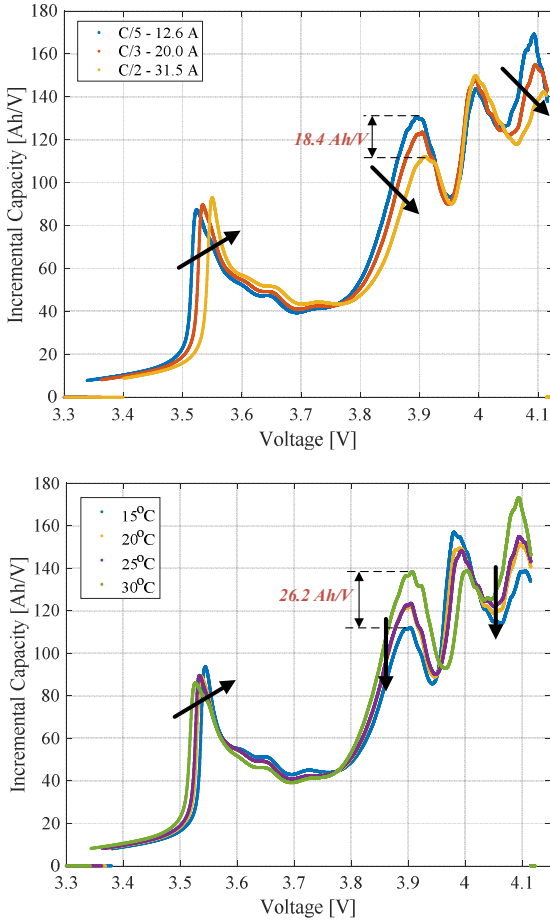 180
160
140
120
100
80
60
40
20
0
Incremental Capacity [Ah/V]
C/5 - 12.6 A
C/3 - 20.0 A
C/2 - 31.5 A
18.4 Ah/V
3.3 3.4 3.5 3.6 3.7 3.8 3.9 4 4.1
Voltage [V]
180
160
140
120
100
80
60
40
20
0
Incremental Capacity [Ah/V]
15°C
20°C
25°C
30°C
26.2 Ah/V
3.3 3.4 3.5 3.6 3.7 3.8 3.9 4 4.1
Voltage [V]